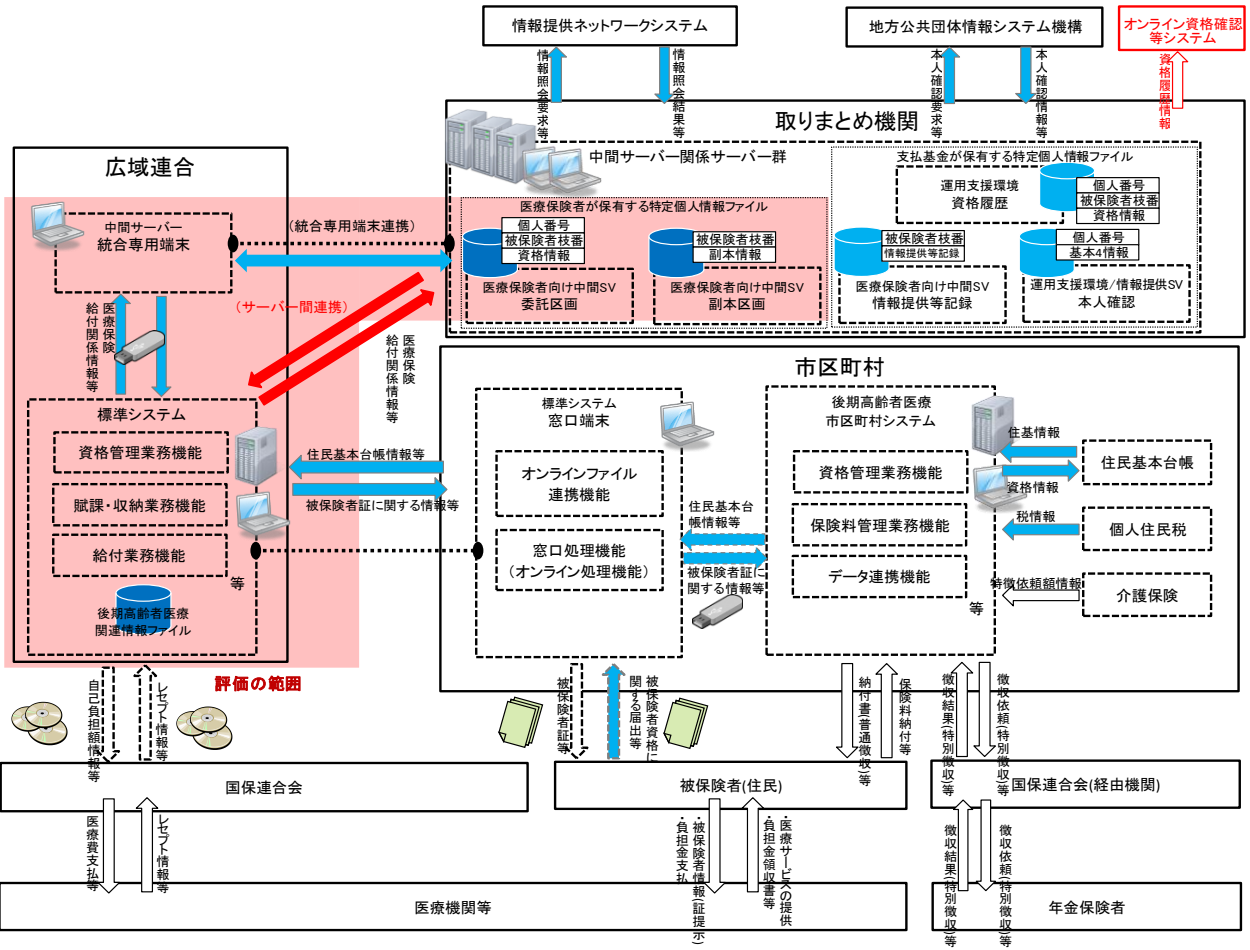 情報提供ネットワークシステム
地方公共団体情報システム機構
オンライン資格確認
等システム
情報照会要求等
情報照会結果等
本人確認要求等
本人確認情報等
資格履歴情報
取りまとめ機関
中間サーバー関係サーバー群
支払基金が保有する特定個人情報ファイル
運用支援環境
資格履歴
個人番号
被保険者枝番
資格情報
医療保険者が保有する特定個人情報ファイル
個人番号
被保険者枝番
資格情報
医療保険者向け中間SV
委託区画
被保険者枝番
副本情報
医療保険者向け中間SV
副本区画
被保険者枝番
情報提供等記録
医療保険者向け中間SV
情報提供等記録
個人番号
基本4情報
運用支援環境/情報提供SV
本人確認
広域連合
中間サーバー
統合専用端末
(統合専用端末連携)
(サーバー間連携)
医療保険
給付関係情報等
医療保険
給付関係情報等
標準システム
資格管理業務機能
賦課・収納業務機能
給付業務機能
等
後期高齢者医療
関連情報ファイル
評価の範囲
住民基本台帳情報等
被保険者証に関する情報等
市区町村
標準システム
窓口端末
オンラインファイル
連携機能
窓口処理機能
(オンライン処理機能)
住民基本台
帳情報等
被保険者証に
関する情報等
後期高齢者医療
市区町村システム
資格管理業務機能
保険料管理業務機能
データ連携機能
等
住基情報
資格情報
税情報
特徴依頼額情報
住民基本台帳
個人住民税
介護保険
自己負担額情報等
レセプト情報等
被保険者証等
被保険者資格に
関する届出等
納付書(普通徴収)等
保険料納付等
徴収結果(特別徴収)等
徴収依頼(特別徴収)等
国保連合会
被保険者(住民)
国保連合会(経由機関)
医療費支払等
レセプト情報等
・被保険者情報(証提示)
・負担金支払
・医療サービスの提供
・負担金領収書等
徴収結果(特別徴収)等
徴収依頼(特別徴収)等
医療機関等
年金保険者